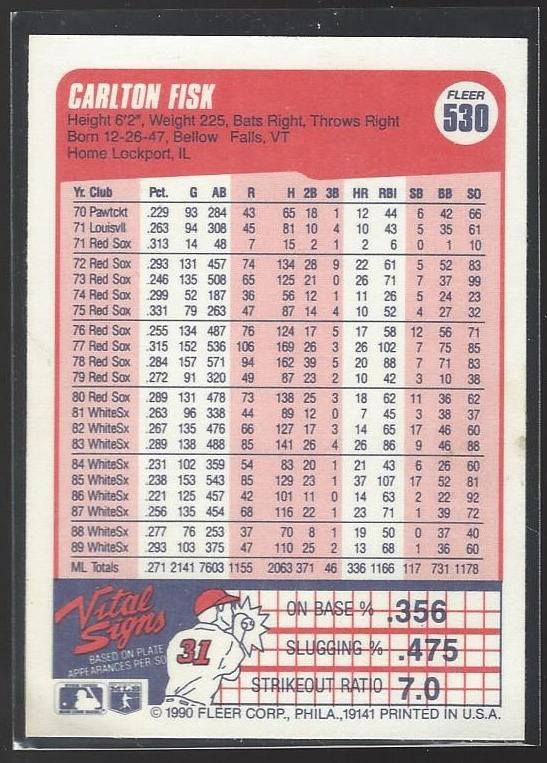 CARLTON FISK
FLEER
530
Height 6'2", Weight 225, Bats Right, Throws Right
Born 12-26-47, Bellow Falls, VT
Home Lockport, IL
Yr. Club Pct. G AB R H 2B 3B HR RBI SB BB SO
70 Pawtckt .229 93 284 43 65 18 1 12 44 6 42 66
71 Louisvll .263 94 308 45 81 10 4 10 43 5 35 61
71 Red Sox .313 14 48 7 15 2 1 2 6 0 1 10
72 Red Sox .293 131 457 74 134 28 9 22 61 5 52 83
73 Red Sox .246 135 508 65 125 21 0 26 71 7 37 99
74 Red Sox .299 52 187 36 56 12 1 11 26 5 24 23
75 Red Sox .331 79 263 47 87 14 4 10 52 4 27 32
76 Red Sox .255 134 487 76 124 17 5 17 58 12 56 71
77 Red Sox .315 152 536 106 169 26 3 26 102 7 75 85
78 Red Sox .284 157 571 94 162 39 5 20 88 7 71 83
79 Red Sox .272 91 320 49 87 23 2 10 42 3 10 38
80 Red Sox .289 131 478 73 138 25 3 18 62 11 36 62
81 WhiteSx .263 96 338 44 89 12 0 7 45 3 38 37
82 WhiteSx .267 135 476 66 127 17 3 14 65 17 46 60
83 WhiteSx .289 138 488 85 141 26 4 26 86 9 46 88
84 WhiteSx .231 102 359 54 83 20 1 21 43 6 26 60
85 WhiteSx .238 153 543 85 129 23 1 37 107 17 52 81
86 WhiteSx .221 125 457 42 101 11 0 14 63 2 22 92
87 WhiteSx .256 135 454 68 116 22 1 23 71 1 39 72
88 WhiteSx .277 76 253 37 70 8 1 19 50 0 37 40
89 WhiteSx .293 103 375 47 110 25 2 13 68 1 36 60
ML Totals .271 2141 7603 1155 2063 371 46 336 1166 117 731 1178
Vital Signs
BASED ON PLATE
APPEARANCES PER SO
31
ON BASE % .356
SLUGGING % .475
STRIKEOUT RATIO 7.0
© 1990 FLEER CORP., PHILA.,19141 PRINTED IN U.S.A.